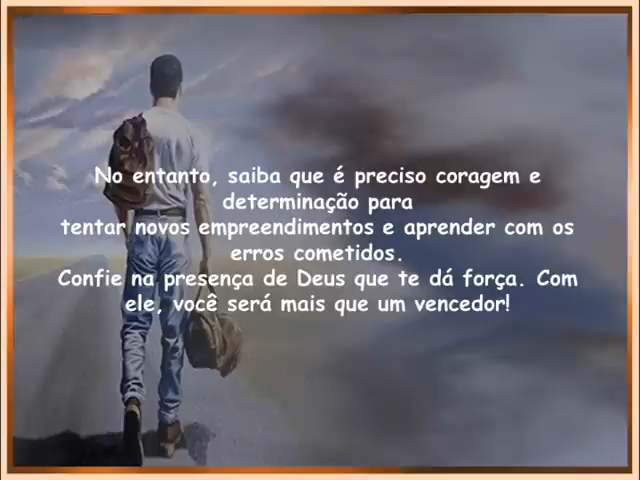 No entanto, saiba que é preciso coragem e
determinação para
tentar novos empreendimentos e aprender com os
erros cometidos.
Confie na presença de Deus que te dá força. Com
ele, você será mais que um vencedor!